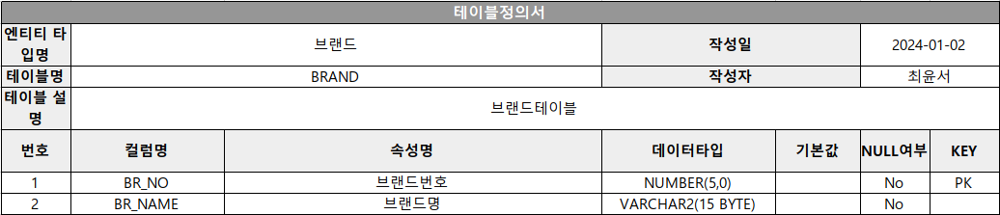 테이블정의서
엔티티 타입명 브랜드 작성일 2024-01-02
테이블명 BRAND 작성자 최윤서
테이블 설명 브랜드테이블
번호 컬럼명 속성명 데이터타입 기본값 NULL여부 KEY
1 BR_NO 브랜드번호 NUMBER(5,0) No PK
2 BR_NAME 브랜드명 VARCHAR2(15 BYTE) No